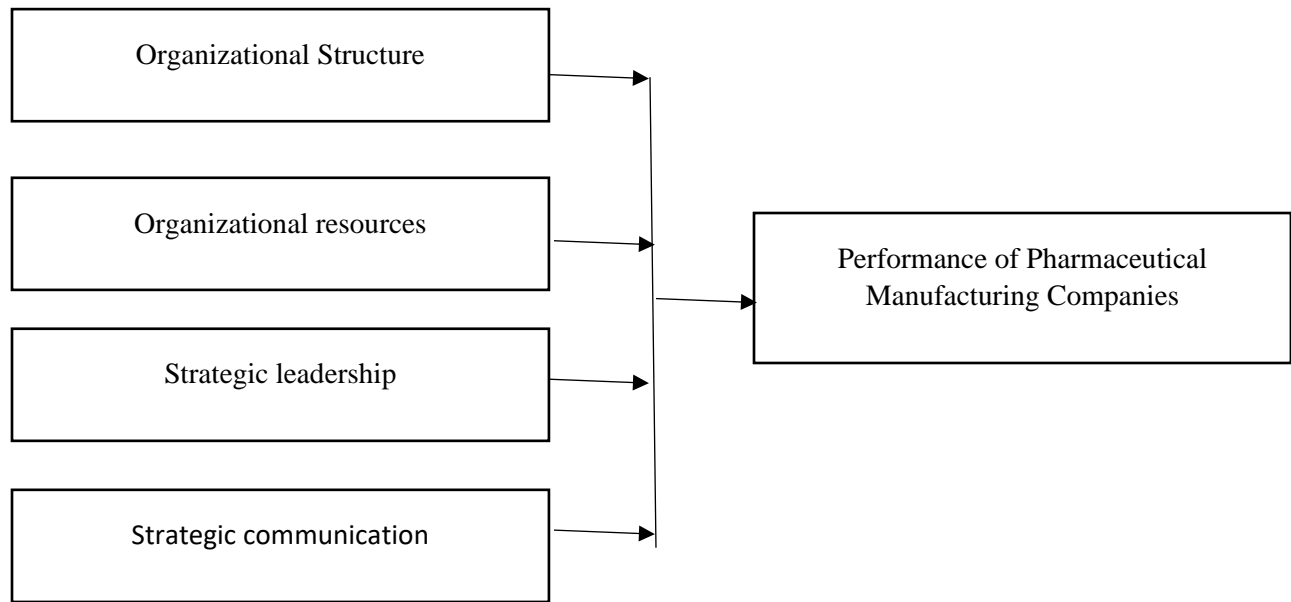 Organizational Structure
Organizational resources
Strategic leadership
Strategic communication
Performance of Pharmaceutical
Manufacturing Companies